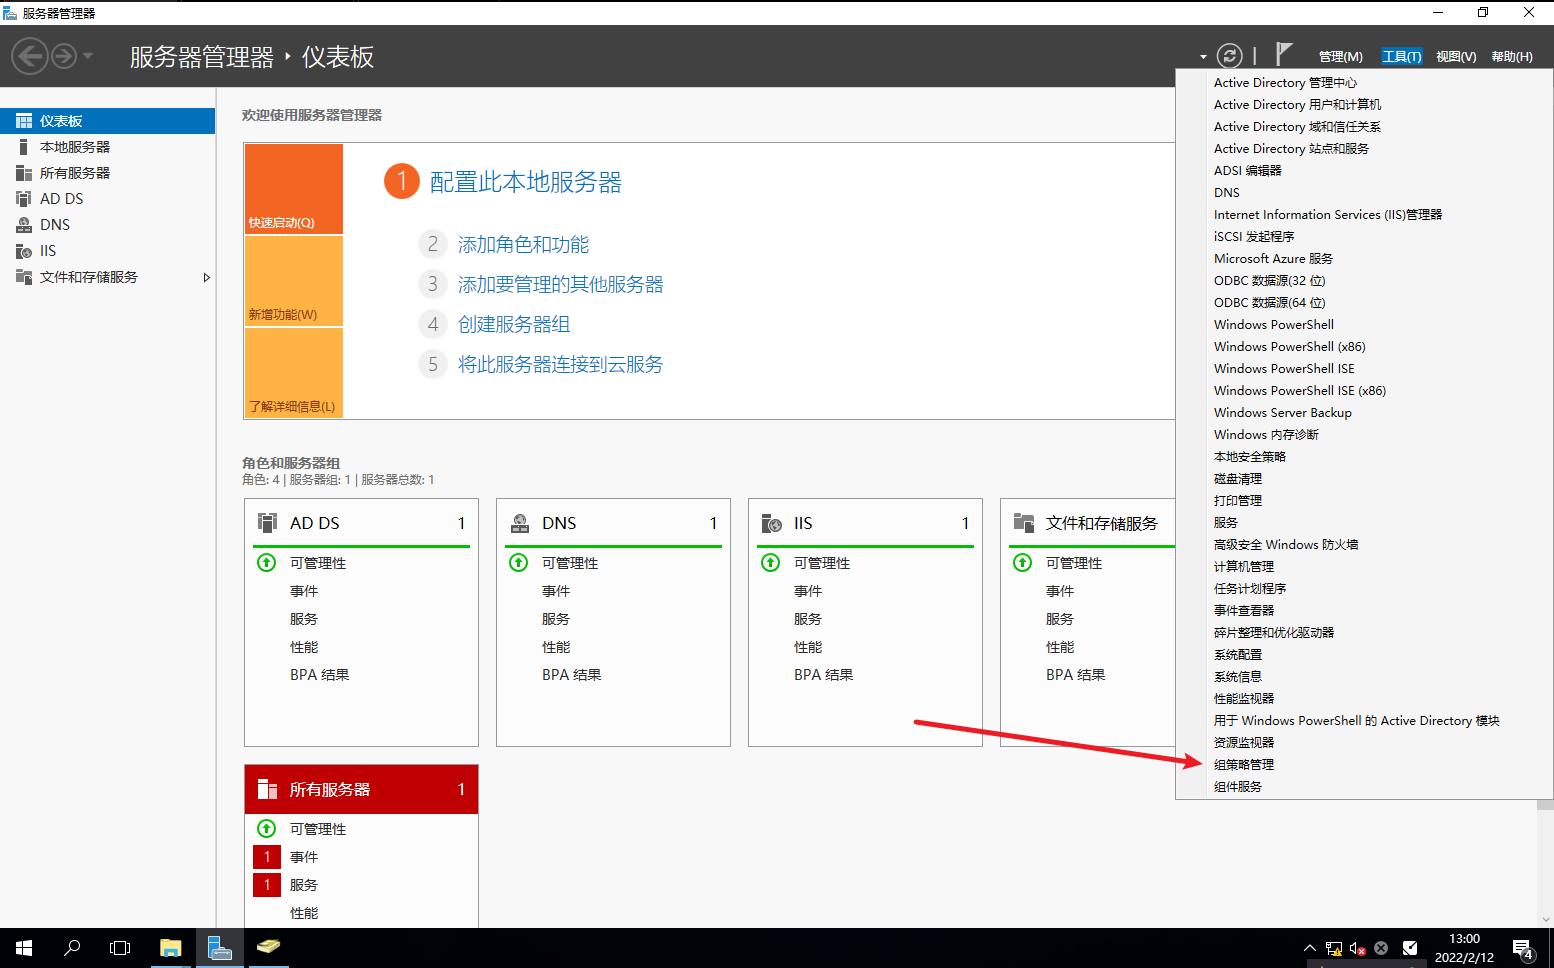 服务器管理器
服务器管理器 ‣ 仪表板
管理(M)
工具(T)
视图(V)
帮助(H)
仪表板
本地服务器
所有服务器
AD DS
DNS
IIS
文件和存储服务
欢迎使用服务器管理器
快速启动(Q)
新增功能(W)
了解详细信息(L)
1 配置此本地服务器
2 添加角色和功能
3 添加要管理的其他服务器
4 创建服务器组
5 将此服务器连接到云服务
角色和服务器组
角色: 4 | 服务器组: 1 | 服务器总数: 1
AD DS 1
可管理性
事件
服务
性能
BPA 结果
DNS 1
可管理性
事件
服务
性能
BPA 结果
IIS 1
可管理性
事件
服务
性能
BPA 结果
文件和存储服务
可管理性
事件
服务
性能
BPA 结果
所有服务器 1
可管理性
1 事件
1 服务
性能
Active Directory 管理中心
Active Directory 用户和计算机
Active Directory 域和信任关系
Active Directory 站点和服务
ADSI 编辑器
DNS
Internet Information Services (IIS)管理器
iSCSI 发起程序
Microsoft Azure 服务
ODBC 数据源(32 位)
ODBC 数据源(64 位)
Windows PowerShell
Windows PowerShell (x86)
Windows PowerShell ISE
Windows PowerShell ISE (x86)
Windows Server Backup
Windows 内存诊断
本地安全策略
磁盘清理
打印管理
服务
高级安全 Windows 防火墙
计算机管理
任务计划程序
事件查看器
碎片整理和优化驱动器
系统配置
系统信息
性能监视器
用于 Windows PowerShell 的 Active Directory 模块
资源监视器
组策略管理
组件服务
13:00
2022/2/12
4